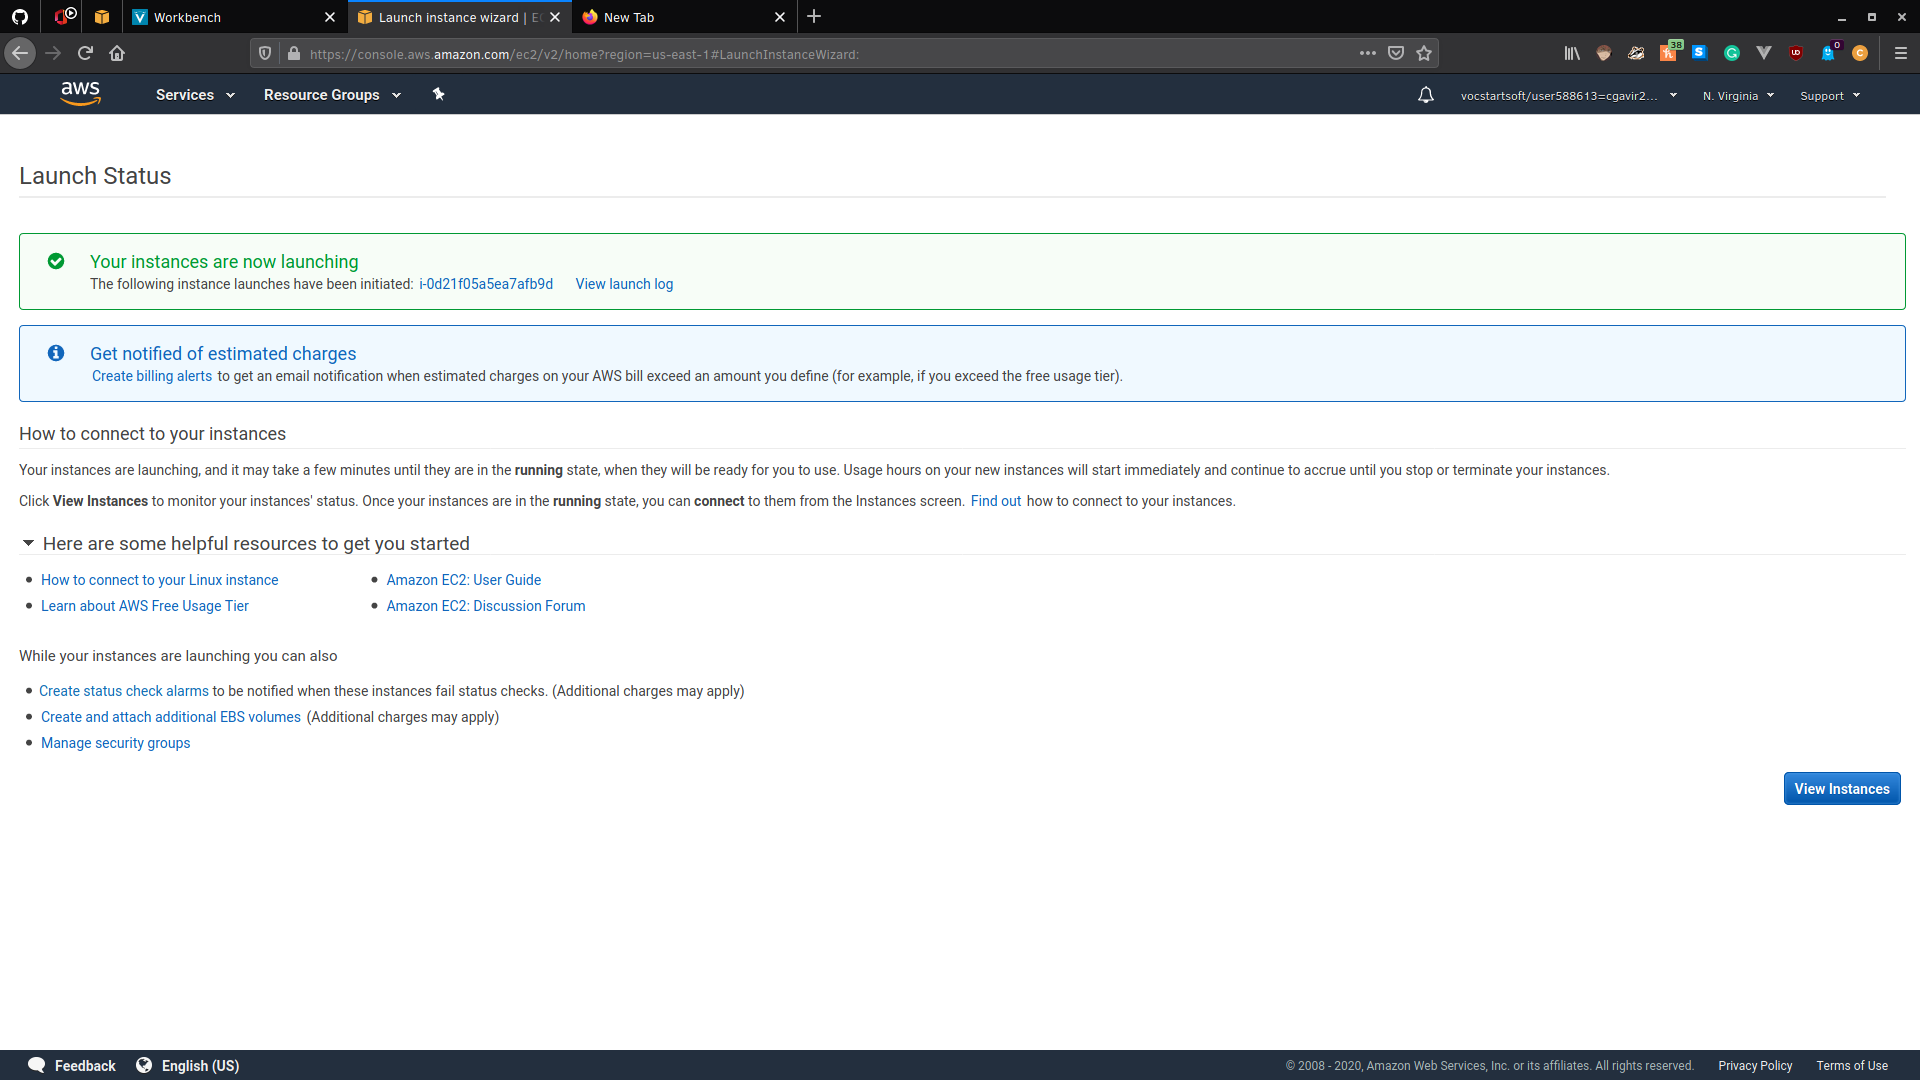 Workbench
Launch instance wizard | EC
New Tab
https://console.aws.amazon.com/ec2/v2/home?region=us-east-1#LaunchInstanceWizard:
38
S
UD
0
C
aws
Services
Resource Groups
vocstartsoft/user588613=cgavir2...
N. Virginia
Support
Launch Status
Your instances are now launching
The following instance launches have been initiated: i-0d21f05a5ea7afb9d View launch log
Get notified of estimated charges
Create billing alerts to get an email notification when estimated charges on your AWS bill exceed an amount you define (for example, if you exceed the free usage tier).
How to connect to your instances
Your instances are launching, and it may take a few minutes until they are in the running state, when they will be ready for you to use. Usage hours on your new instances will start immediately and continue to accrue until you stop or terminate your instances.
Click View Instances to monitor your instances' status. Once your instances are in the running state, you can connect to them from the Instances screen. Find out how to connect to your instances.
Here are some helpful resources to get you started
How to connect to your Linux instance
Amazon EC2: User Guide
Learn about AWS Free Usage Tier
Amazon EC2: Discussion Forum
While your instances are launching you can also
Create status check alarms to be notified when these instances fail status checks. (Additional charges may apply)
Create and attach additional EBS volumes (Additional charges may apply)
Manage security groups
View Instances
Feedback
English (US)
© 2008 - 2020, Amazon Web Services, Inc. or its affiliates. All rights reserved.
Privacy Policy
Terms of Use